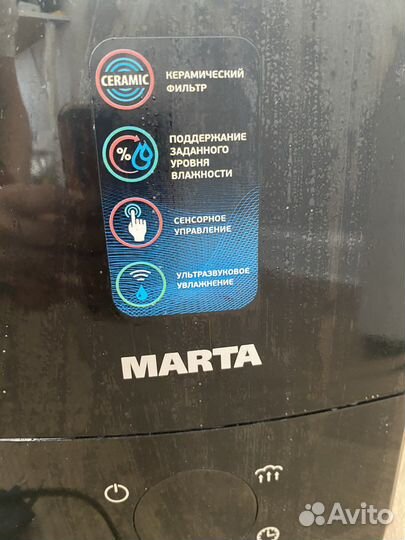 CERAMIC
КЕРАМИЧЕСКИЙ
ФИЛЬТР
%
ПОДДЕРЖАНИЕ
ЗАДАННОГО
УРОВНЯ
ВЛАЖНОСТИ
СЕНСОРНОЕ
УПРАВЛЕНИЕ
УЛЬТРАЗВУКОВОЕ
УВЛАЖНЕНИЕ
MARTA
Avito